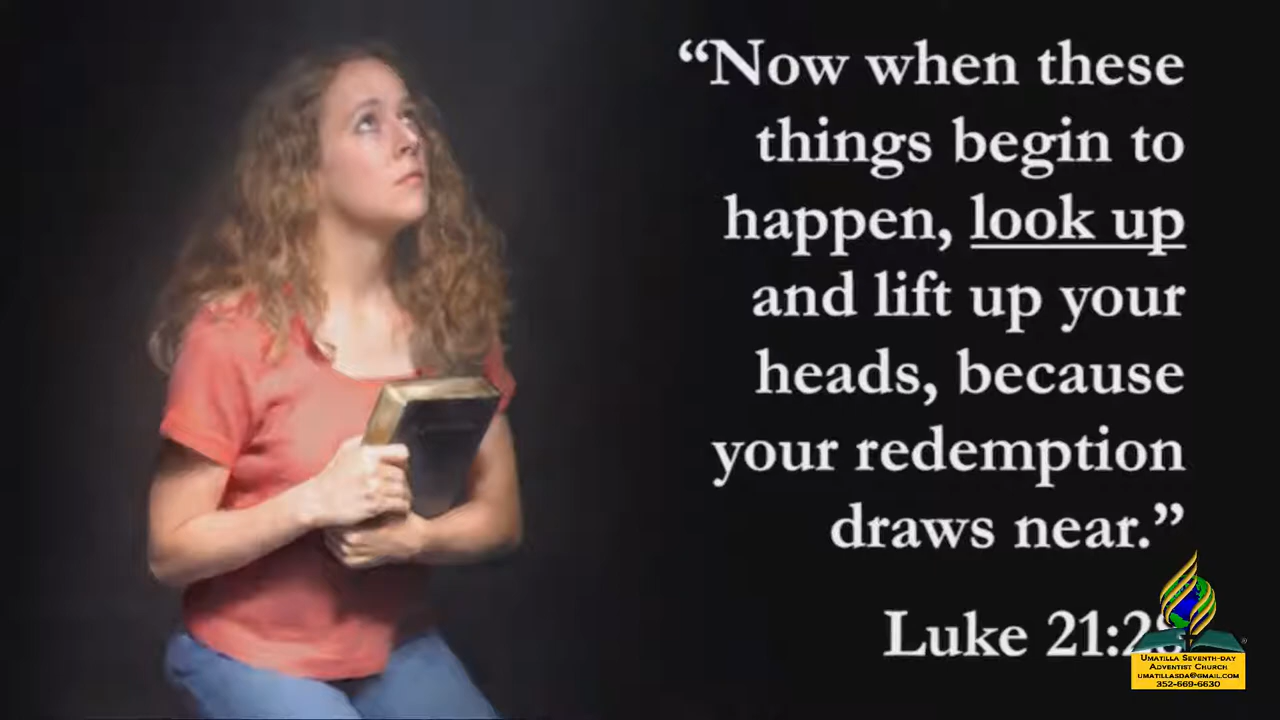 “Now when these
things begin to
happen, look up
and lift up your
heads, because
your redemption
draws near.”
Luke 21:28
Umatilla Seventh-day
Adventist Church
umatillasda@gmail.com
352-669-6630